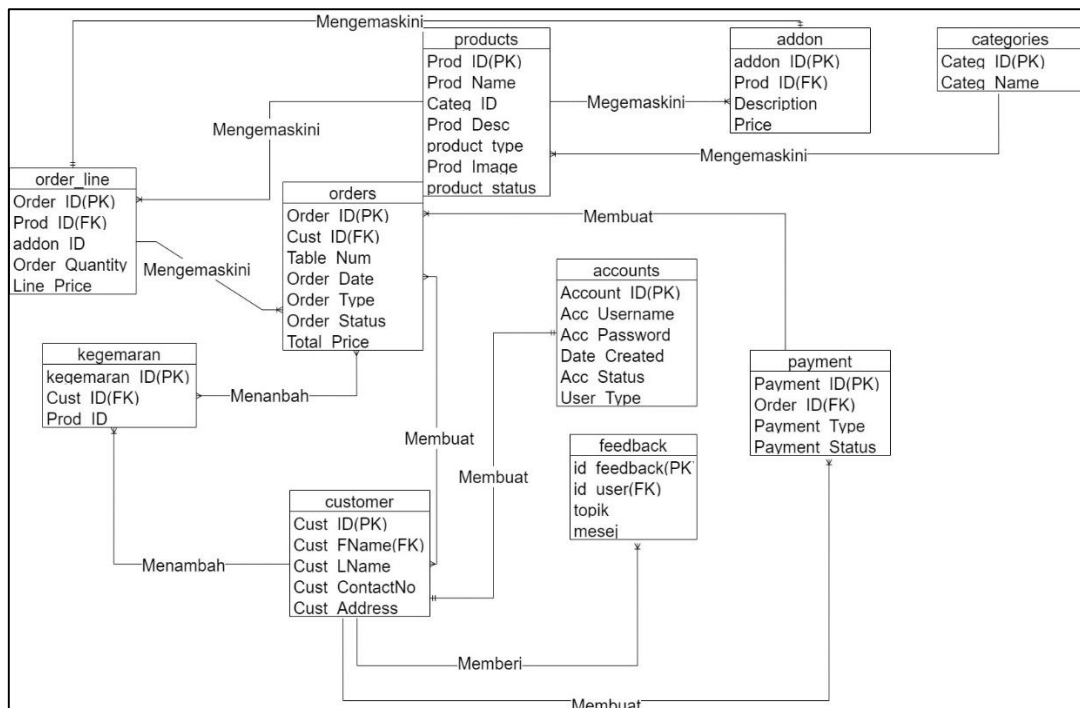 Mengemaskini
products
Prod ID(PK)
Prod Name
Categ ID
Prod Desc
product type
Prod Image
product status
addon
addon ID(PK)
Prod ID(FK)
Description
Price
categories
Categ ID(PK)
Categ Name
Megemaskini
Mengemaskini
Mengemaskini
order_line
Order ID(PK)
Prod ID(FK)
addon ID
Order Quantity
Line Price
Mengemaskini
orders
Order ID(PK)
Cust ID(FK)
Table Num
Order Date
Order Type
Order Status
Total Price
Membuat
accounts
Account ID(PK)
Acc Username
Acc Password
Date Created
Acc Status
User Type
kegemaran
kegemaran ID(PK)
Cust ID(FK)
Prod ID
Menanbah
payment
Payment ID(PK)
Order ID(FK)
Payment Type
Payment Status
Membuat
Membuat
feedback
id feedback(PK)
id user(FK)
topik
mesej
customer
Cust ID(PK)
Cust FName(FK)
Cust LName
Cust ContactNo
Cust Address
Menambah
Memberi
Membuat